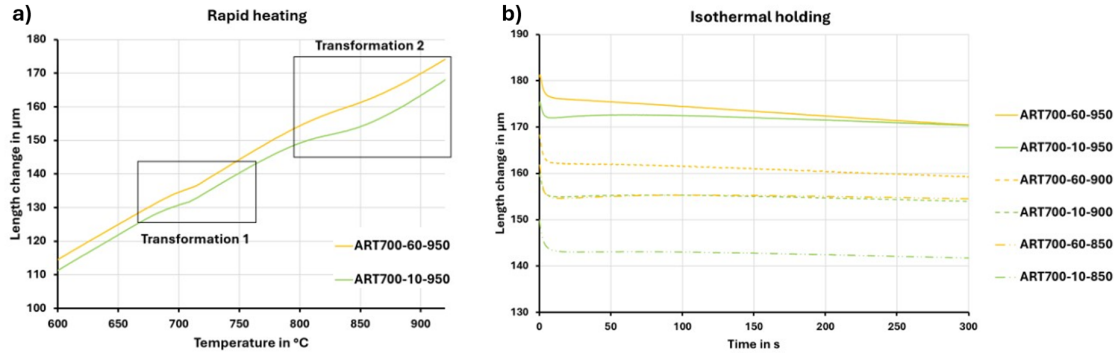 a)
Rapid heating
Length change in µm
180
170
160
150
140
130
120
110
100
600
650
700
750
800
850
900
Temperature in °C
Transformation 1
Transformation 2
ART700-60-950
ART700-10-950
b)
Isothermal holding
Length change in µm
190
180
170
160
150
140
130
0
50
100
150
200
250
300
Time in s
ART700-60-950
ART700-10-950
ART700-60-900
ART700-10-900
ART700-60-850
ART700-10-850